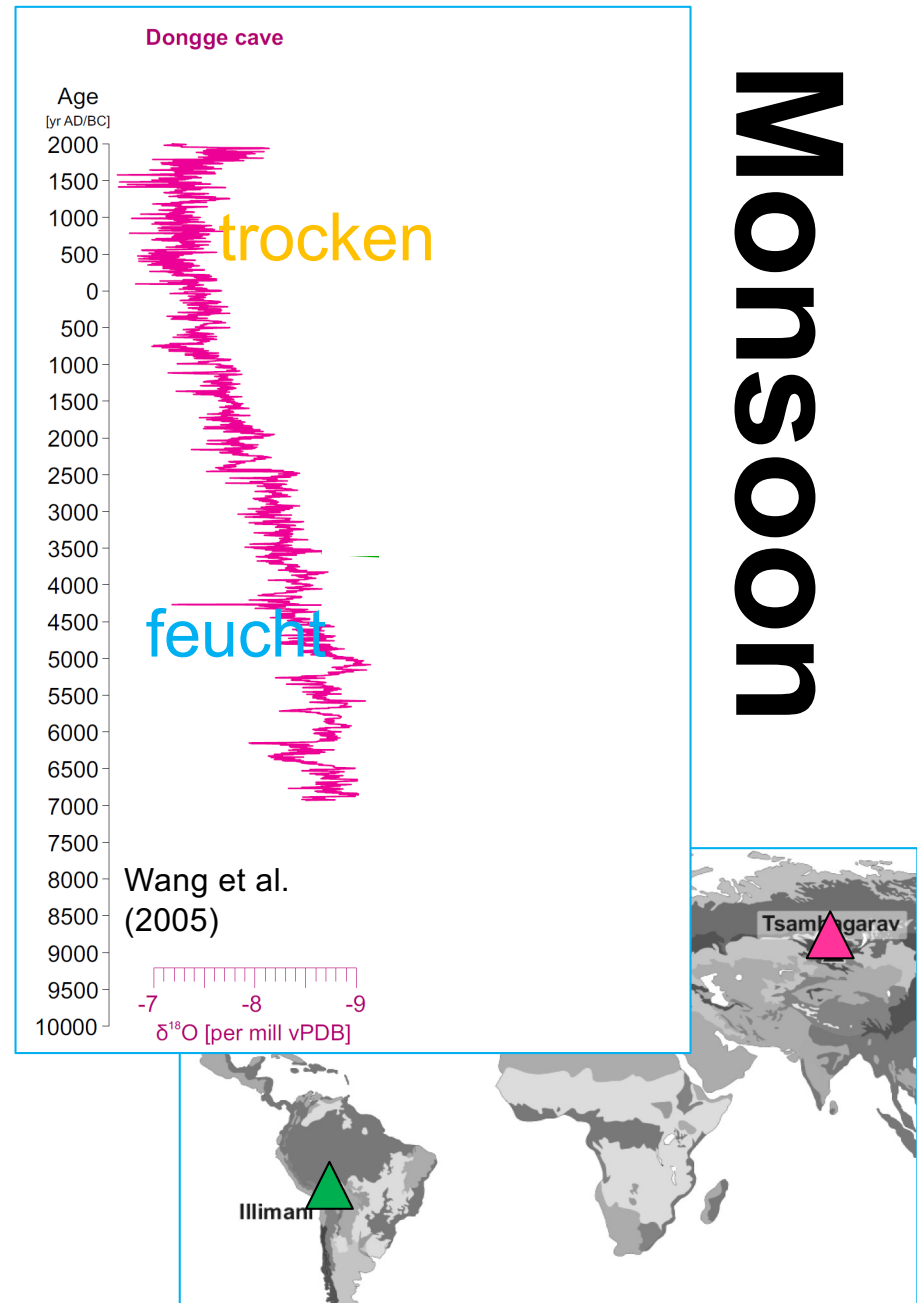 Dongge cave
Age
[yr AD/BC]
2000
1500
1000
500
0
500
1000
1500
2000
2500
3000
3500
4000
4500
5000
5500
6000
6500
7000
7500
8000
8500
9000
9500
10000
trocken
feucht
Wang et al.
(2005)
-7 -8 -9
δ¹⁸O [per mill vPDB]
Monsoon
Tsambagarav
Illimani